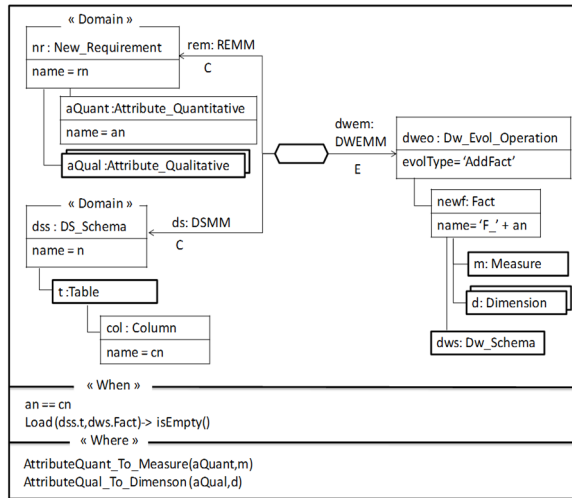 « Domain »
nr : New_Requirement
name = rn
aQuant :Attribute_Quantitative
name = an
aQual :Attribute_Qualitative
rem: REMM
C
« Domain »
dss : DS_Schema
name = n
t :Table
col : Column
name = cn
ds: DSMM
C
dwem:
DWEMM
E
dweo : Dw_Evol_Operation
evolType= ‘AddFact’
newf: Fact
name= ‘F_’ + an
m: Measure
d: Dimension
dws: Dw_Schema
« When »
an == cn
Load(dss.t,dws.Fact)-> isEmpty()
« Where »
AttributeQuant_To_Measure(aQuant,m)
AttributeQual_To_Dimenson(aQual,d)